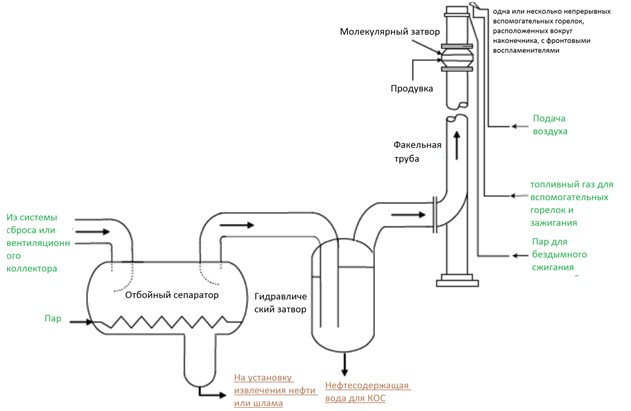 одна или несколько непрерывных
вспомогательных горелок,
расположенных вокруг
наконечника, с фронтовыми
воспламенителями
Молекулярный затвор
Продувка
Подача
воздуха
Факельная
труба
топливный газ для
вспомогательных
горелок и
зажигания
Из системы
сброса или
вентиляционн
ого
коллектора
Пар для
бездымного
сжигания
Отбойный сепаратор
Гидравличе
ский затвор
Пар
На установку
извлечения нефти
или шлама
Нефтесодержащая
вода для КОС